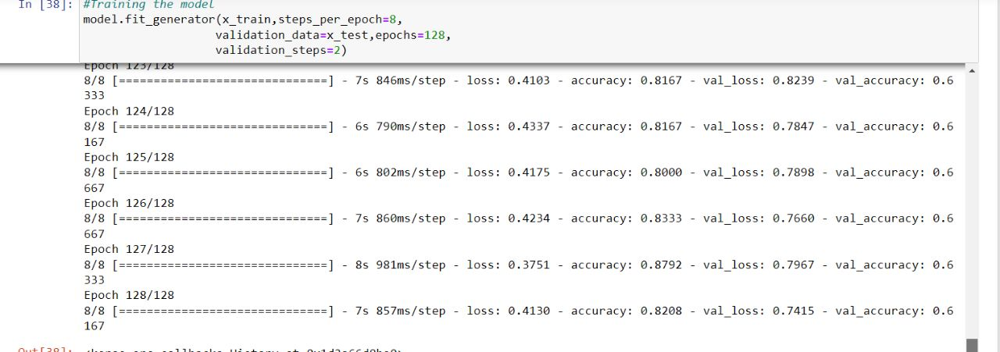 In [38]: #Training the model
model.fit_generator(x_train,steps_per_epoch=8,
validation_data=x_test,epochs=128,
validation_steps=2)
Epoch 123/128
8/8 [==============================] - 7s 846ms/step - loss: 0.4103 - accuracy: 0.8167 - val_loss: 0.8239 - val_accuracy: 0.6
333
Epoch 124/128
8/8 [==============================] - 6s 790ms/step - loss: 0.4337 - accuracy: 0.8167 - val_loss: 0.7847 - val_accuracy: 0.6
167
Epoch 125/128
8/8 [==============================] - 6s 802ms/step - loss: 0.4175 - accuracy: 0.8000 - val_loss: 0.7898 - val_accuracy: 0.6
667
Epoch 126/128
8/8 [==============================] - 7s 860ms/step - loss: 0.4234 - accuracy: 0.8333 - val_loss: 0.7660 - val_accuracy: 0.6
667
Epoch 127/128
8/8 [==============================] - 8s 981ms/step - loss: 0.3751 - accuracy: 0.8792 - val_loss: 0.7967 - val_accuracy: 0.6
333
Epoch 128/128
8/8 [==============================] - 7s 857ms/step - loss: 0.4130 - accuracy: 0.8208 - val_loss: 0.7415 - val_accuracy: 0.6
167
Out[38]: